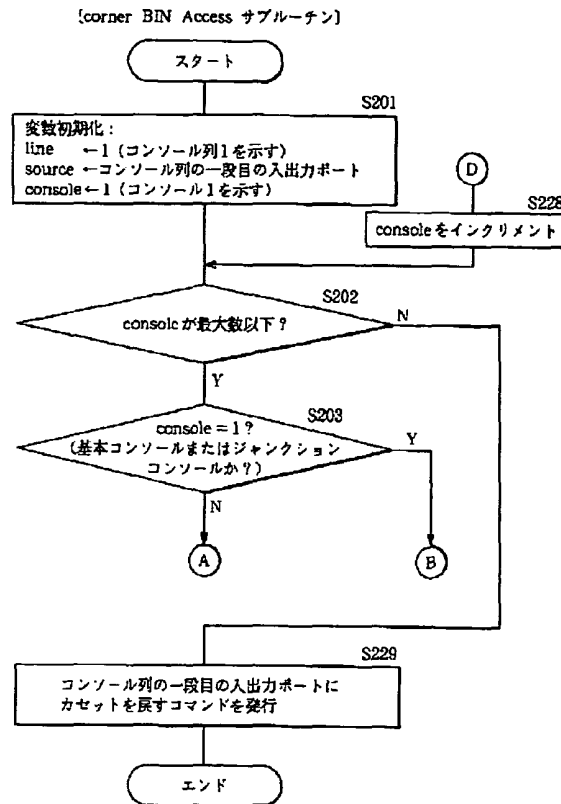 [corner BIN Access サブルーチン]
スタート
S201
変数初期化：
line ←1 (コンソール列1を示す)
source ←コンソール列の一段目の入出力ポート
console←1 (コンソール1を示す)
D
S228
consoleをインクリメント
S202
consoleが最大数以下？
N
Y
S203
console＝1？
(基本コンソールまたはジャンクション
コンソールか？)
Y
N
A
B
S229
コンソール列の一段目の入出力ポートに
カセットを戻すコマンドを発行
エンド